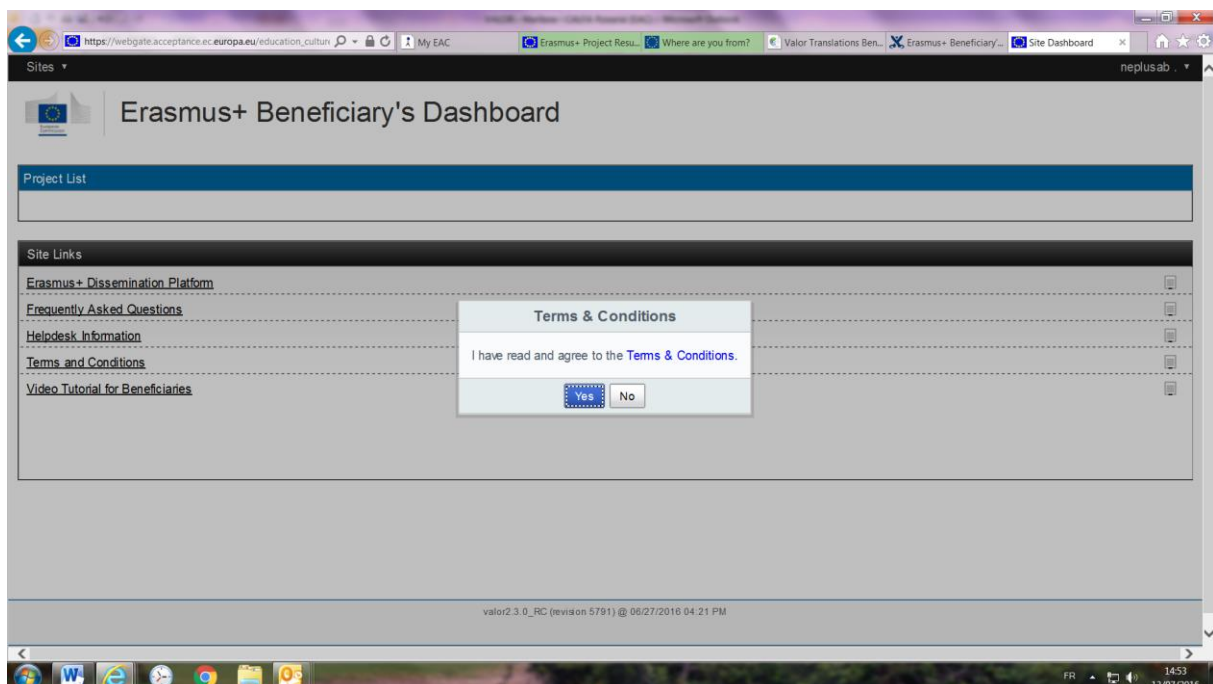 https://webgate.acceptance.ec.europa.eu/education_cultur
My EAC
Erasmus+ Project Resu...
Where are you from?
Valor Translations Ben...
Erasmus+ Beneficiary'...
Site Dashboard
Sites
neplusab .
Erasmus+ Beneficiary's Dashboard
Project List
Site Links
Erasmus+ Dissemination Platform
Frequently Asked Questions
Helpdesk Information
Terms and Conditions
Video Tutorial for Beneficiaries
Terms & Conditions
I have read and agree to the Terms & Conditions.
Yes No
valor2.3.0_RC (revision 5791) @ 06/27/2016 04:21 PM
FR
14:53